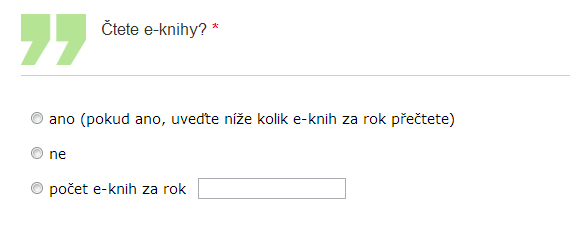 Čtete e-knihy? *
ano (pokud ano, uveďte níže kolik e-knih za rok přečtete)
ne
počet e-knih za rok